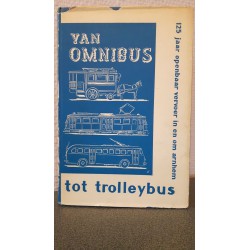 VAN
OMNIBUS
tot trolleybus
125 jaar openbaar vervoer in en om arnhem